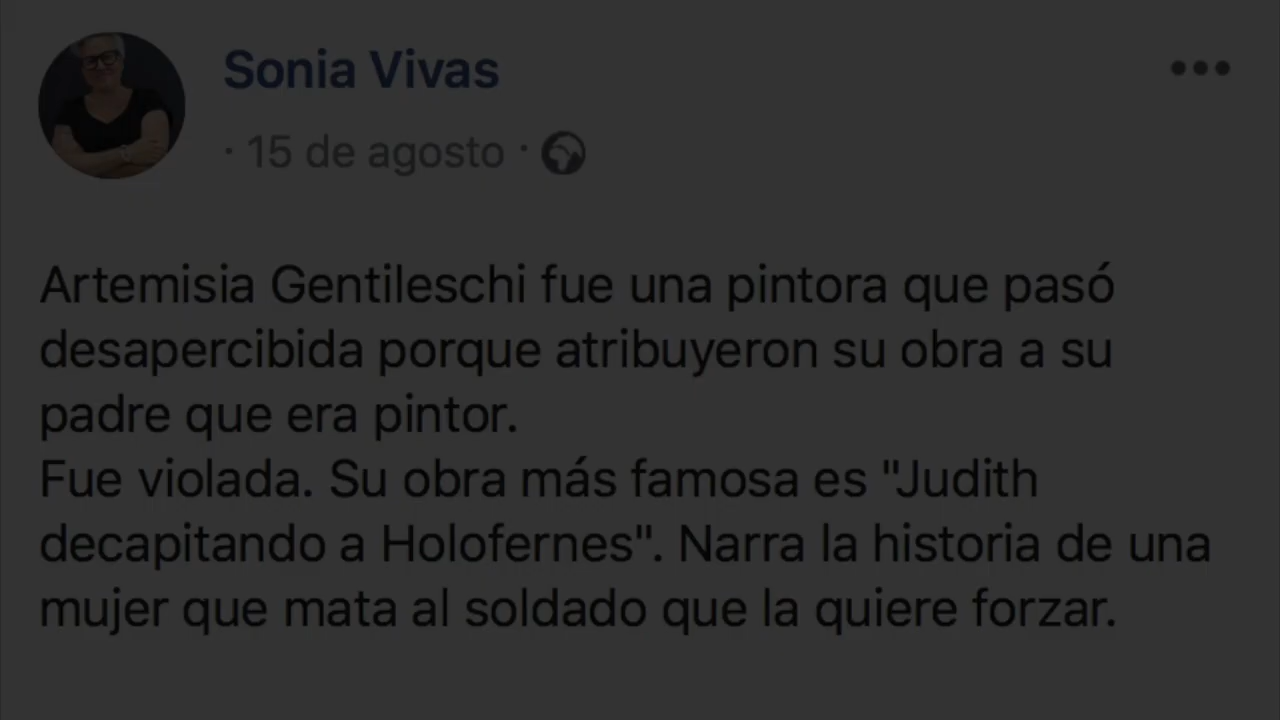 Sonia Vivas
· 15 de agosto ·
Artemisia Gentileschi fue una pintora que pasó
desapercibida porque atribuyeron su obra a su
padre que era pintor.
Fue violada. Su obra más famosa es "Judith
decapitando a Holofernes". Narra la historia de una
mujer que mata al soldado que la quiere forzar.